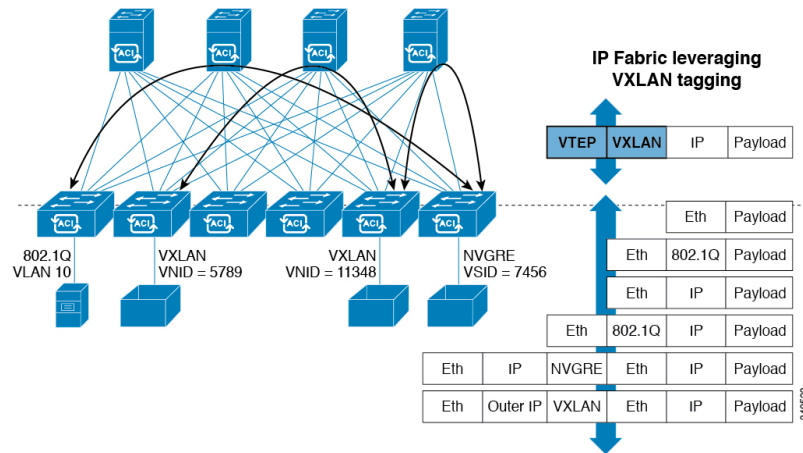 ACI
ACI
ACI
ACI
IP Fabric leveraging
VXLAN tagging
VTEP VXLAN IP Payload
ACI
ACI
ACI
ACI
ACI
ACI
802.1Q
VLAN 10
VXLAN
VNID = 5789
VXLAN
VNID = 11348
NVGRE
VSID = 7456
Eth Payload
Eth 802.1Q Payload
Eth IP Payload
Eth 802.1Q IP Payload
Eth IP NVGRE Eth IP Payload
Eth Outer IP VXLAN Eth IP Payload